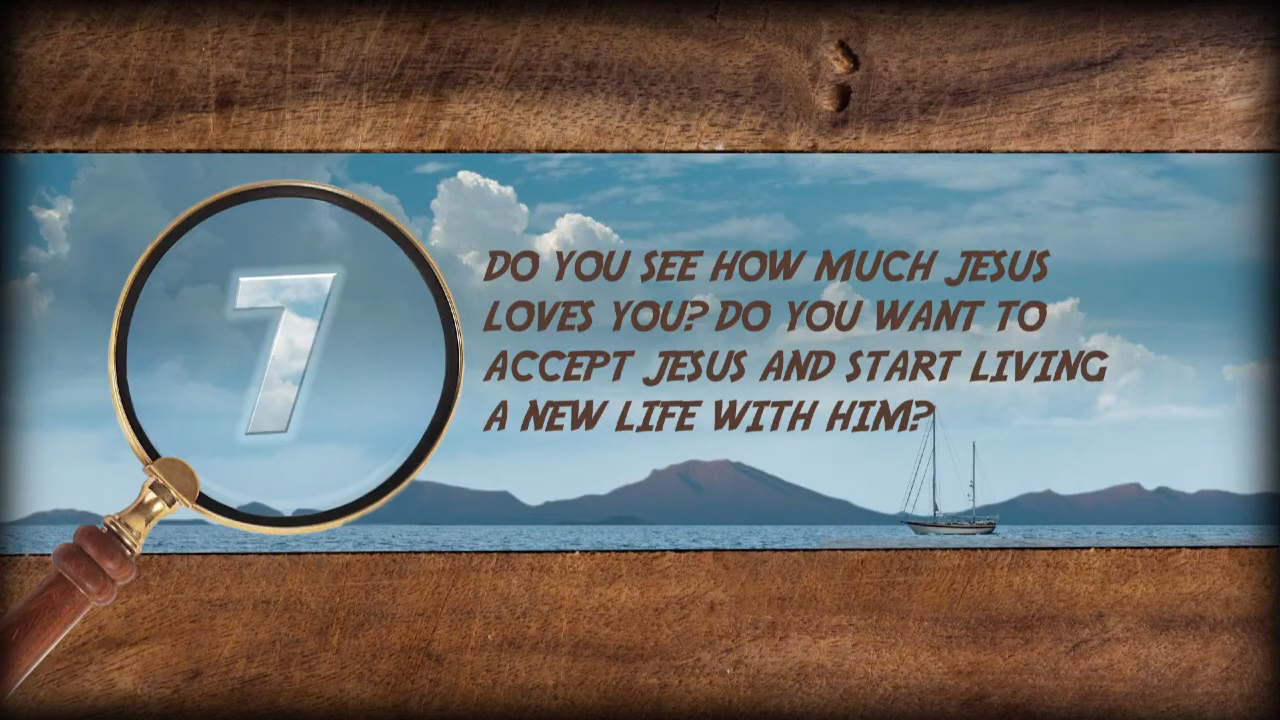 7
DO YOU SEE HOW MUCH JESUS
LOVES YOU? DO YOU WANT TO
ACCEPT JESUS AND START LIVING
A NEW LIFE WITH HIM?